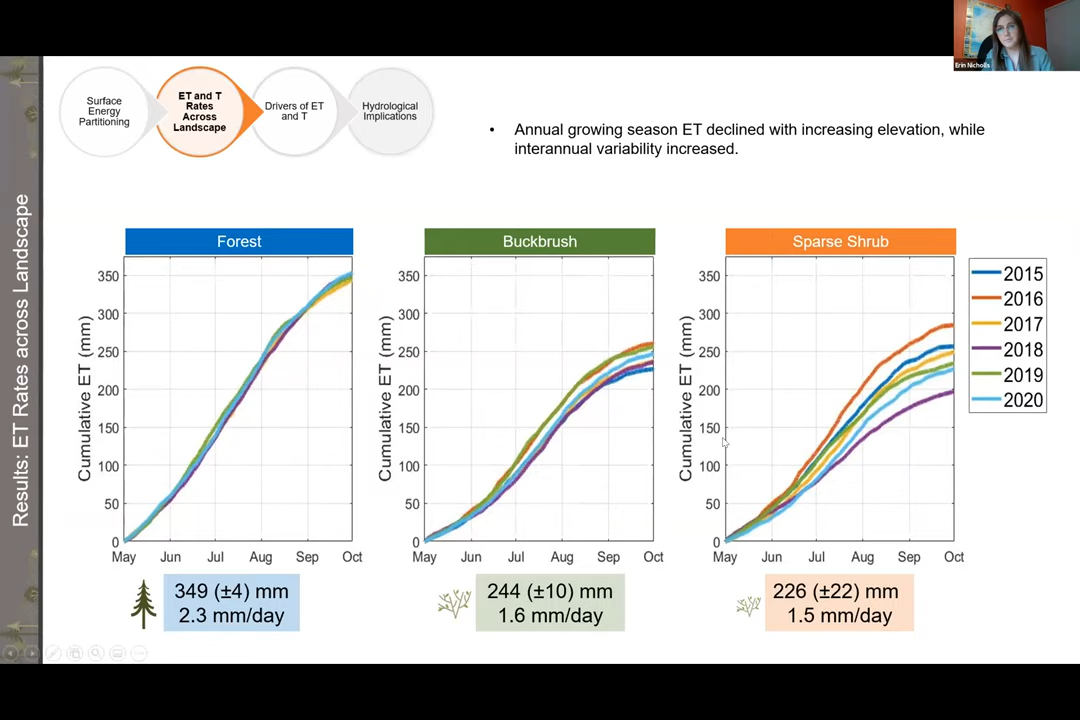 Erin Nicholls
Surface
Energy
Partitioning
ET and T
Rates
Across
Landscape
Drivers of ET
and T
Hydrological
Implications
• Annual growing season ET declined with increasing elevation, while
interannual variability increased.
Results: ET Rates across Landscape
Forest
Cumulative ET (mm)
350
300
250
200
150
100
50
0
May Jun Jul Aug Sep Oct
349 (±4) mm
2.3 mm/day
Buckbrush
Cumulative ET (mm)
350
300
250
200
150
100
50
0
May Jun Jul Aug Sep Oct
244 (±10) mm
1.6 mm/day
Sparse Shrub
Cumulative ET (mm)
350
300
250
200
150
100
50
0
May Jun Jul Aug Sep Oct
226 (±22) mm
1.5 mm/day
2015
2016
2017
2018
2019
2020